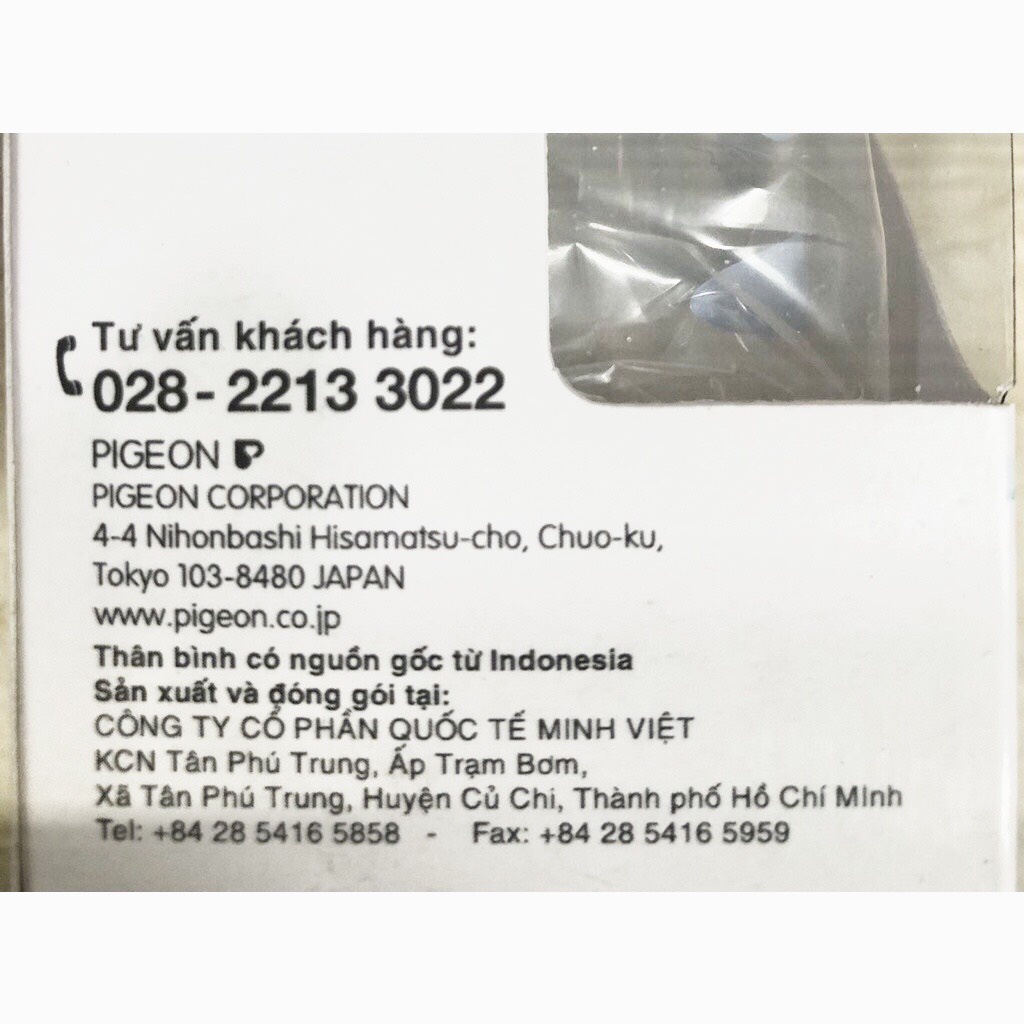 Tư vấn khách hàng:
028-2213 3022
PIGEON
PIGEON CORPORATION
4-4 Nihonbashi Hisamatsu-cho, Chuo-ku,
Tokyo 103-8480 JAPAN
www.pigeon.co.jp
Thân bình có nguồn gốc từ Indonesia
Sản xuất và đóng gói tại:
CÔNG TY CỔ PHẦN QUỐC TẾ MINH VIỆT
KCN Tân Phú Trung, Ấp Trạm Bơm,
Xã Tân Phú Trung, Huyện Củ Chi, Thành phố Hồ Chí Minh
Tel: +84 28 5416 5858 - Fax: +84 28 5416 5959